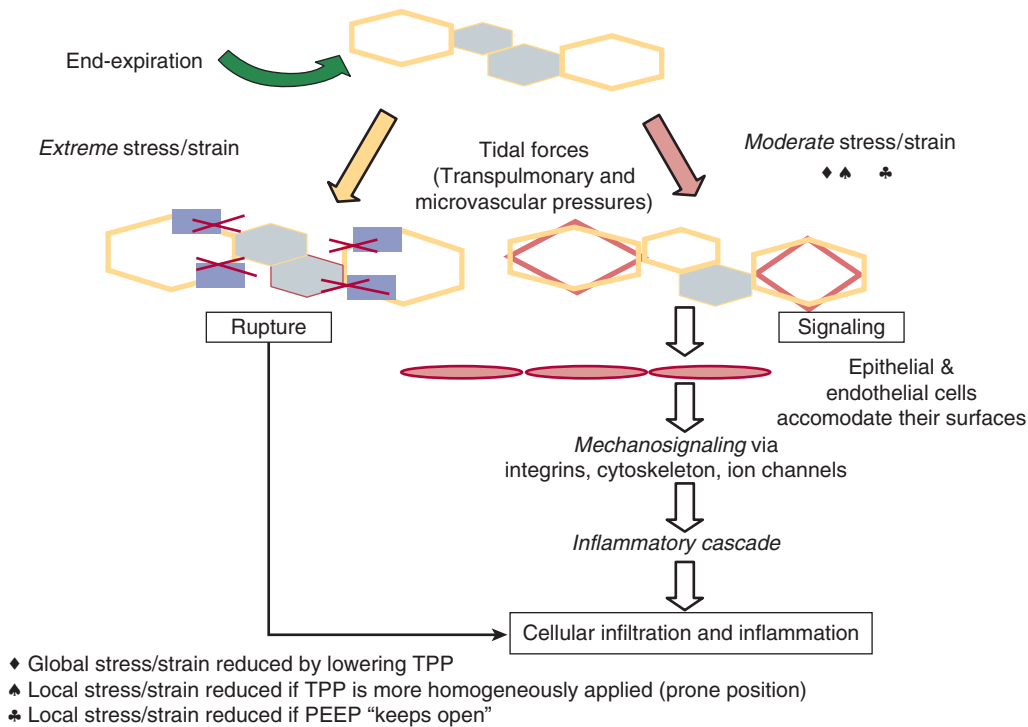 End-expiration
Extreme stress/strain
Tidal forces
(Transpulmonary and
microvascular pressures)
Moderate stress/strain
♦♠ ♣
Rupture
Signaling
Epithelial &
endothelial cells
accomodate their surfaces
Mechanosignaling via
integrins, cytoskeleton, ion channels
Inflammatory cascade
Cellular infiltration and inflammation
♦ Global stress/strain reduced by lowering TPP
♠ Local stress/strain reduced if TPP is more homogeneously applied (prone position)
♣ Local stress/strain reduced if PEEP “keeps open”